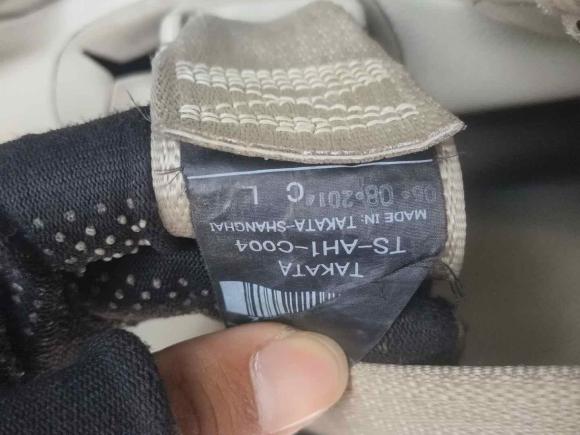 TAKATA
TS-AH1-C004
MADE IN: TAKATA-SHANGHAI
C L